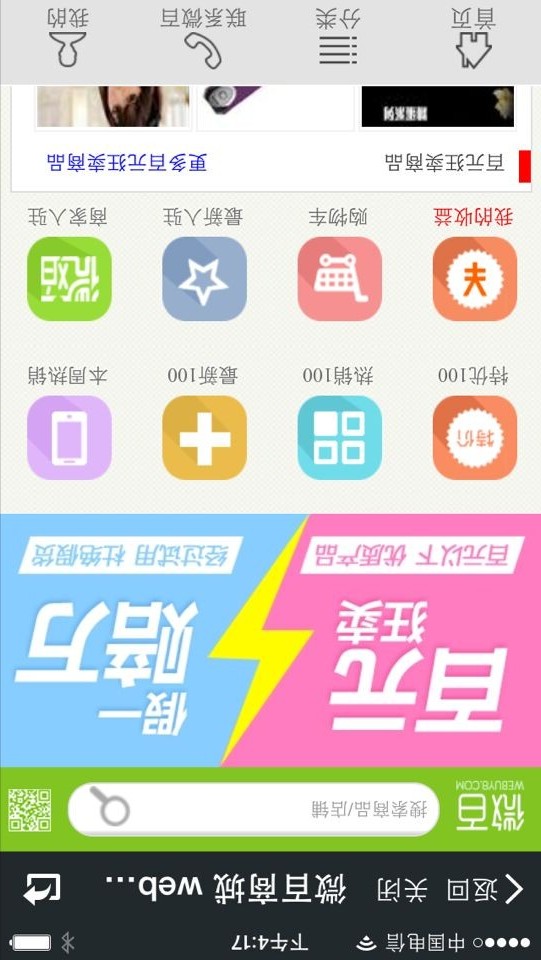 中国电信 下午4:17
返回 关闭 微百商城 web...
微百 搜索商品/店铺
WEBUY8.COM
百元 假一
狂卖 赔万
百元以下 优质产品 经过试用 杜绝假货
特价
特优100 热销100 最新100 本周热销
我的收益 购物车 最新入驻 商家入驻
百元狂卖商品 更多百元狂卖商品
首页 分类 联系微百 我的